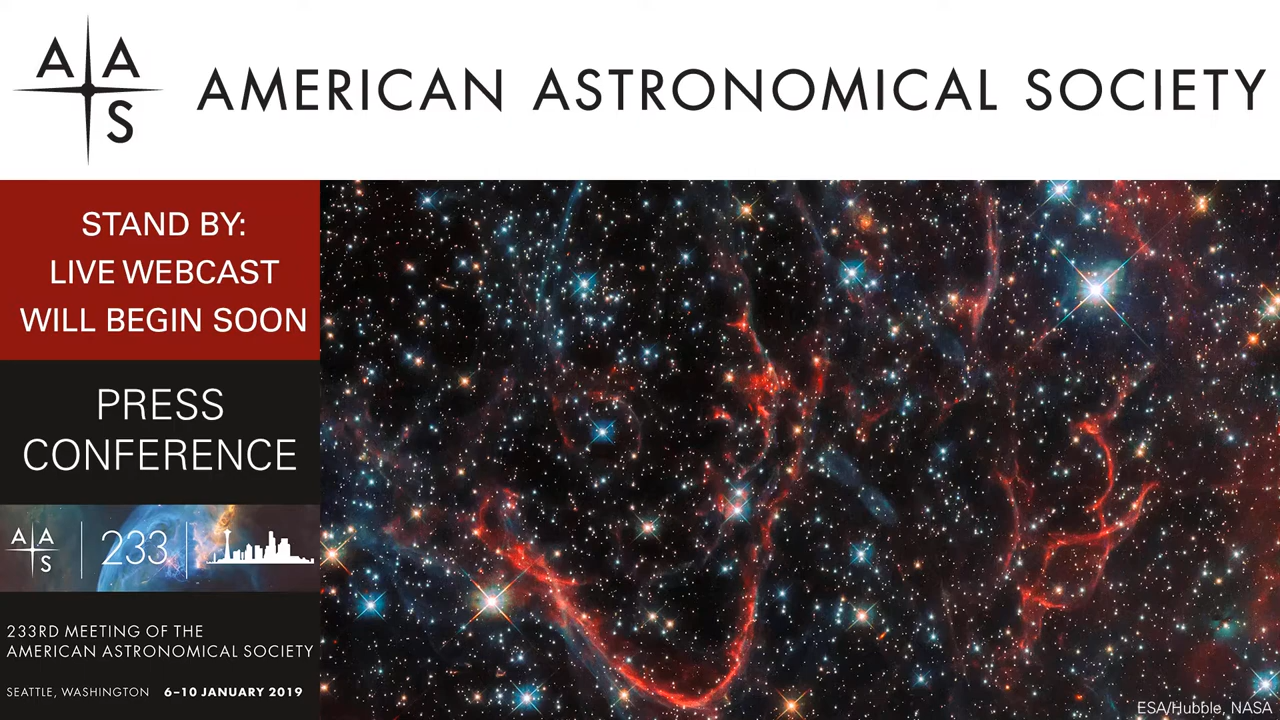 A A
S
AMERICAN ASTRONOMICAL SOCIETY
STAND BY:
LIVE WEBCAST
WILL BEGIN SOON
PRESS
CONFERENCE
A A
S
233
233RD MEETING OF THE
AMERICAN ASTRONOMICAL SOCIETY
SEATTLE, WASHINGTON 6–10 JANUARY 2019
ESA/Hubble, NASA